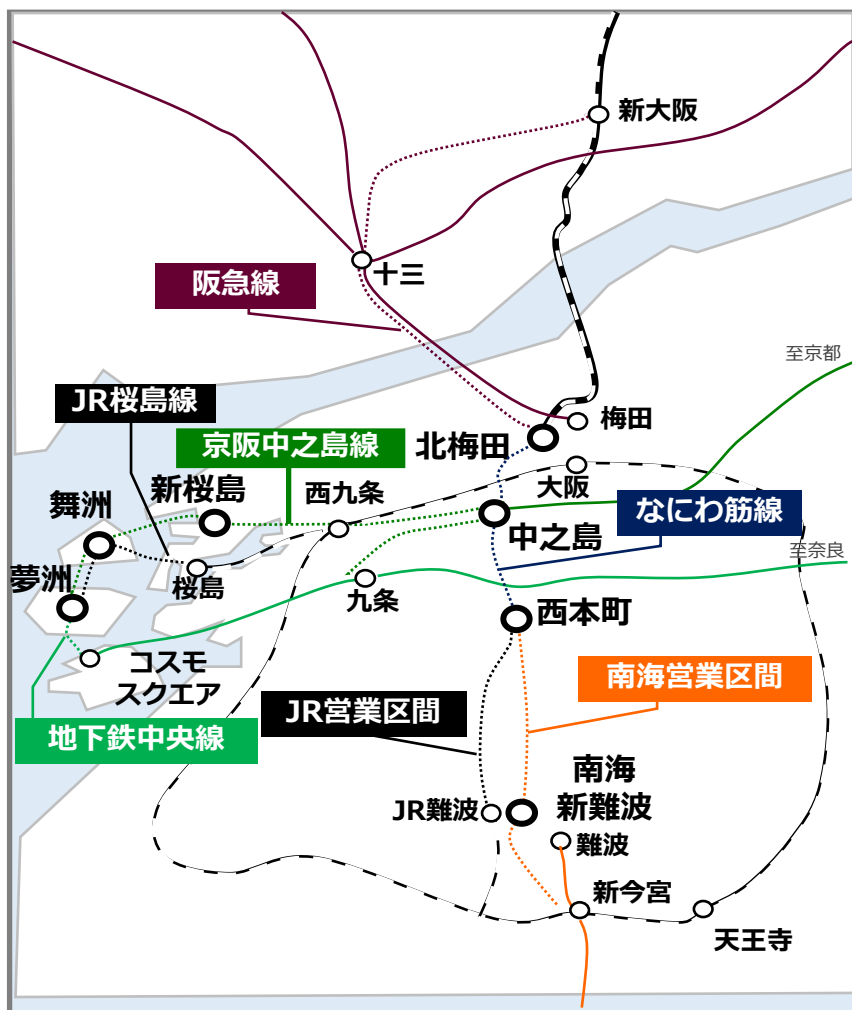 新大阪
十三
阪急線
至京都
JR桜島線
梅田
北梅田
京阪中之島線
大阪
新桜島
西九条
舞洲
なにわ筋線
中之島
至奈良
夢洲
桜島
九条
西本町
コスモ
スクエア
南海営業区間
JR営業区間
地下鉄中央線
南海
新難波
JR難波
難波
新今宮
天王寺